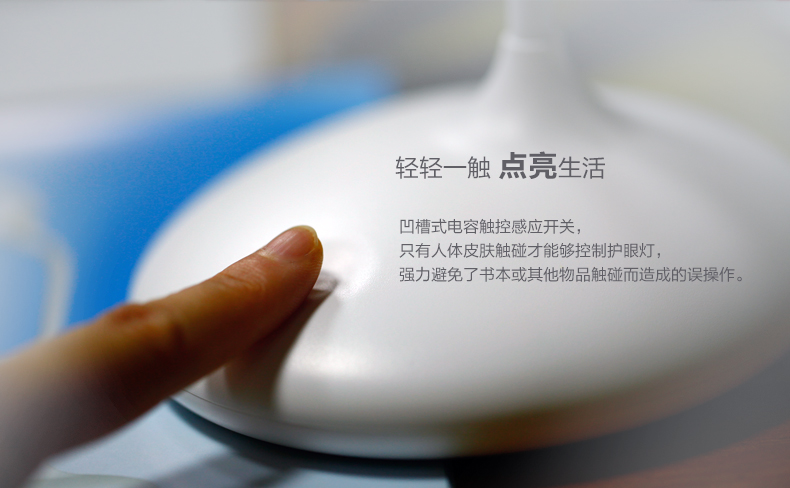 轻轻一触 点亮生活
凹槽式电容触控感应开关，
只有人体皮肤触碰才能够控制护眼灯，
强力避免了书本或其他物品触碰而造成的误操作。